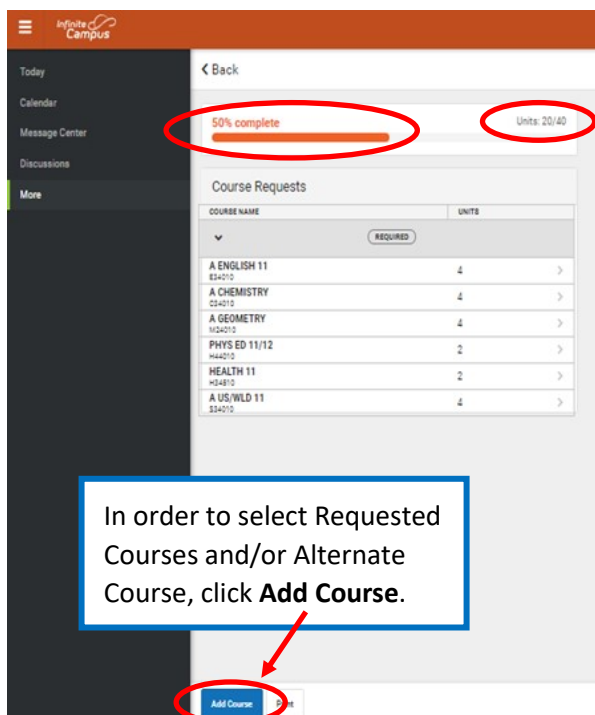 Infinite
Campus
Today
Calendar
Message Center
Discussions
More
Back
50% complete
Units: 20/40
Course Requests
COURSE NAME UNITS
REQUIRED
A ENGLISH 11 4
E34010
A CHEMISTRY 4
C34010
A GEOMETRY 4
M24010
PHYS ED 11/12 2
H44010
HEALTH 11 2
H34810
A US/WLD 11 4
S34010
In order to select Requested
Courses and/or Alternate
Course, click Add Course.
Add Course Print